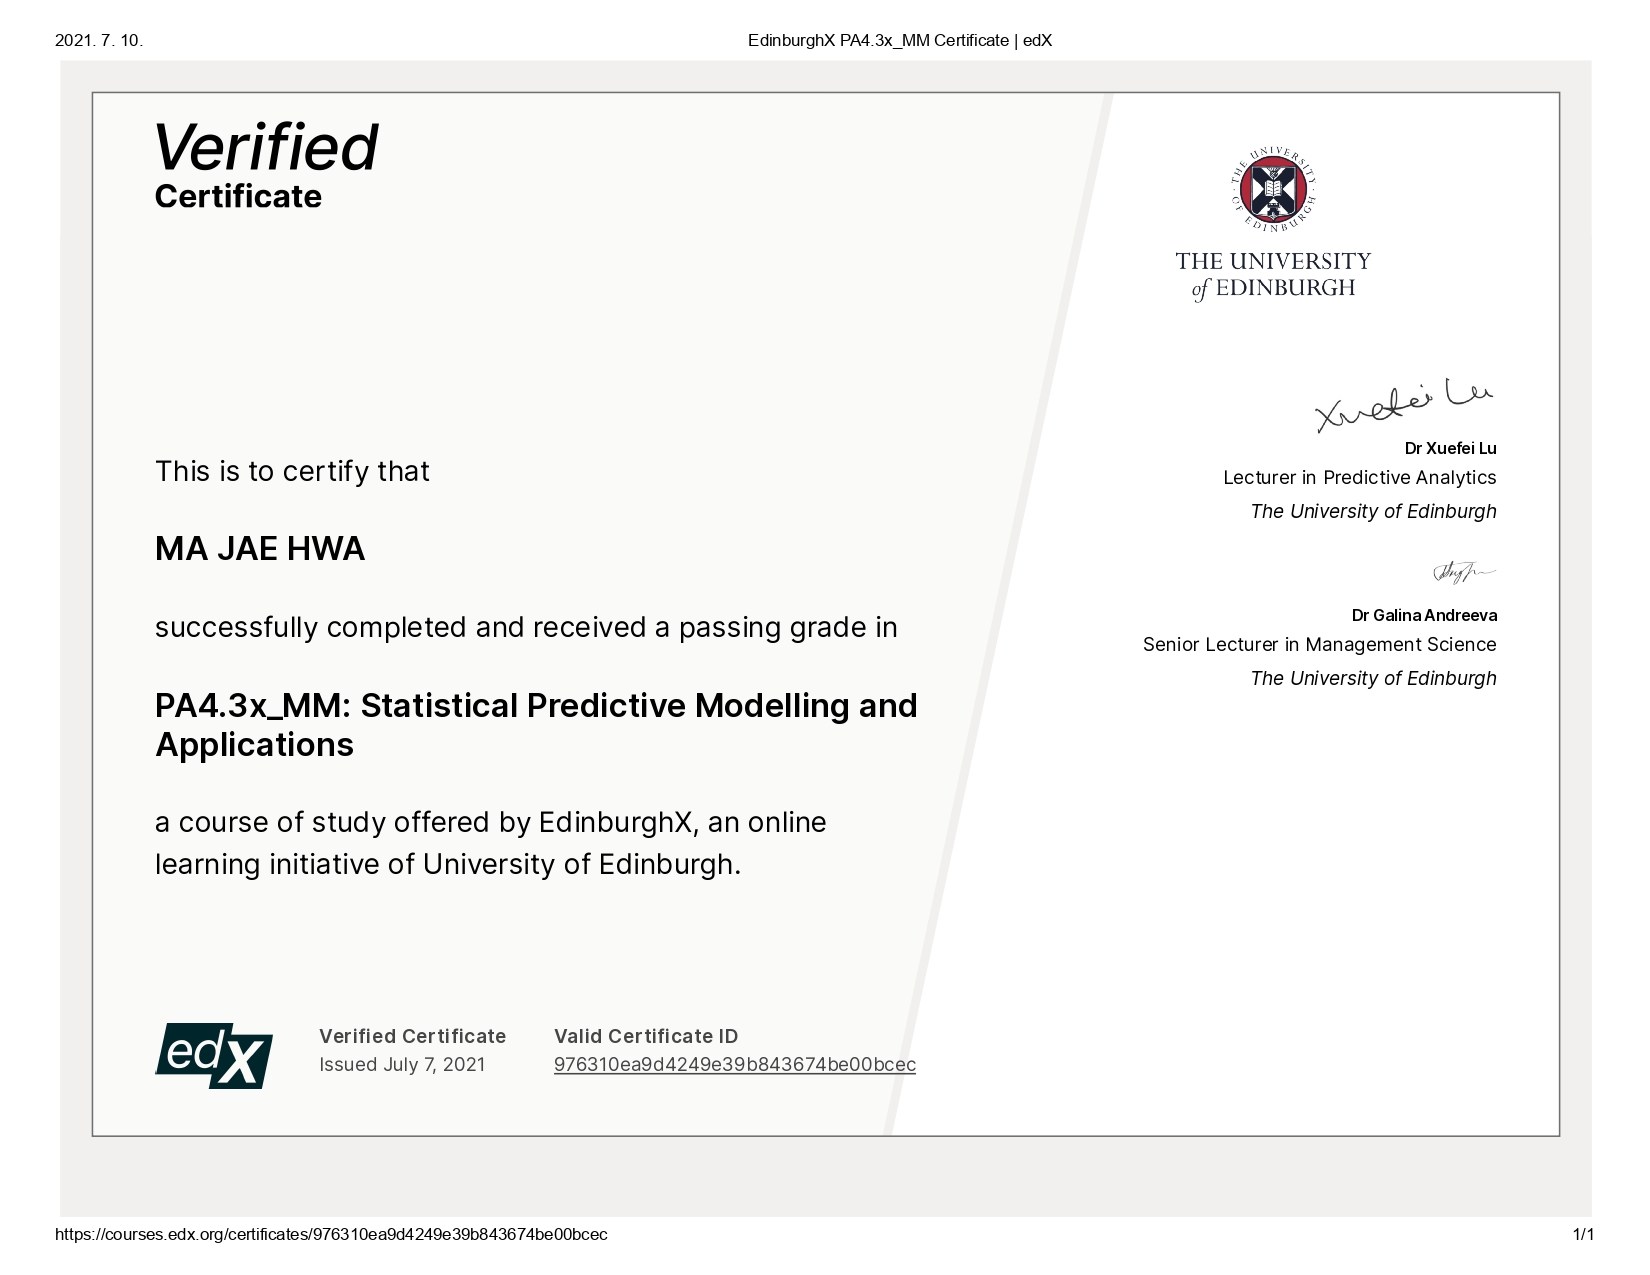 2021. 7. 10.
EdinburghX PA4.3x_MM Certificate | edX
Verified
Certificate
THE UNIVERSITY OF EDINBURGH
THE UNIVERSITY
of EDINBURGH
This is to certify that
MA JAE HWA
successfully completed and received a passing grade in
PA4.3x_MM: Statistical Predictive Modelling and
Applications
a course of study offered by EdinburghX, an online
learning initiative of University of Edinburgh.
Xuefei Lu
Dr Xuefei Lu
Lecturer in Predictive Analytics
The University of Edinburgh
Dr Galina Andreeva
Senior Lecturer in Management Science
The University of Edinburgh
edX
Verified Certificate
Issued July 7, 2021
Valid Certificate ID
976310ea9d4249e39b843674be00bcec
https://courses.edx.org/certificates/976310ea9d4249e39b843674be00bcec
1/1